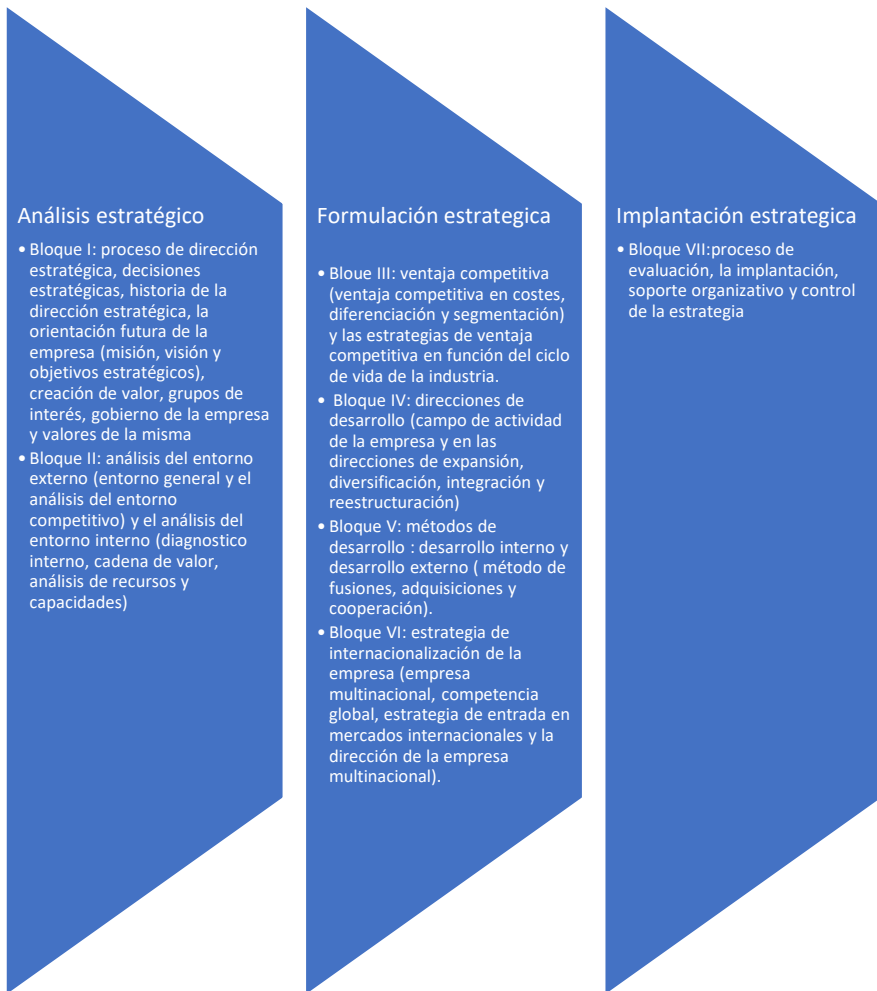 Análisis estratégico
• Bloque I: proceso de dirección
estratégica, decisiones
estratégicas, historia de la
dirección estratégica, la
orientación futura de la
empresa (misión, visión y
objetivos estratégicos),
creación de valor, grupos de
interés, gobierno de la empresa
y valores de la misma
• Bloque II: análisis del entorno
externo (entorno general y el
análisis del entorno
competitivo) y el análisis del
entorno interno (diagnostico
interno, cadena de valor,
análisis de recursos y
capacidades)
Formulación estrategica
• Bloue III: ventaja competitiva
(ventaja competitiva en costes,
diferenciación y segmentación)
y las estrategias de ventaja
competitiva en función del ciclo
de vida de la industria.
• Bloque IV: direcciones de
desarrollo (campo de actividad
de la empresa y en las
direcciones de expansión,
diversificación, integración y
reestructuración)
• Bloque V: métodos de
desarrollo : desarrollo interno y
desarrollo externo ( método de
fusiones, adquisiciones y
cooperación).
• Bloque VI: estrategia de
internacionalización de la
empresa (empresa
multinacional, competencia
global, estrategia de entrada en
mercados internacionales y la
dirección de la empresa
multinacional).
Implantación estrategica
• Bloque VII:proceso de
evaluación, la implantación,
soporte organizativo y control
de la estrategia